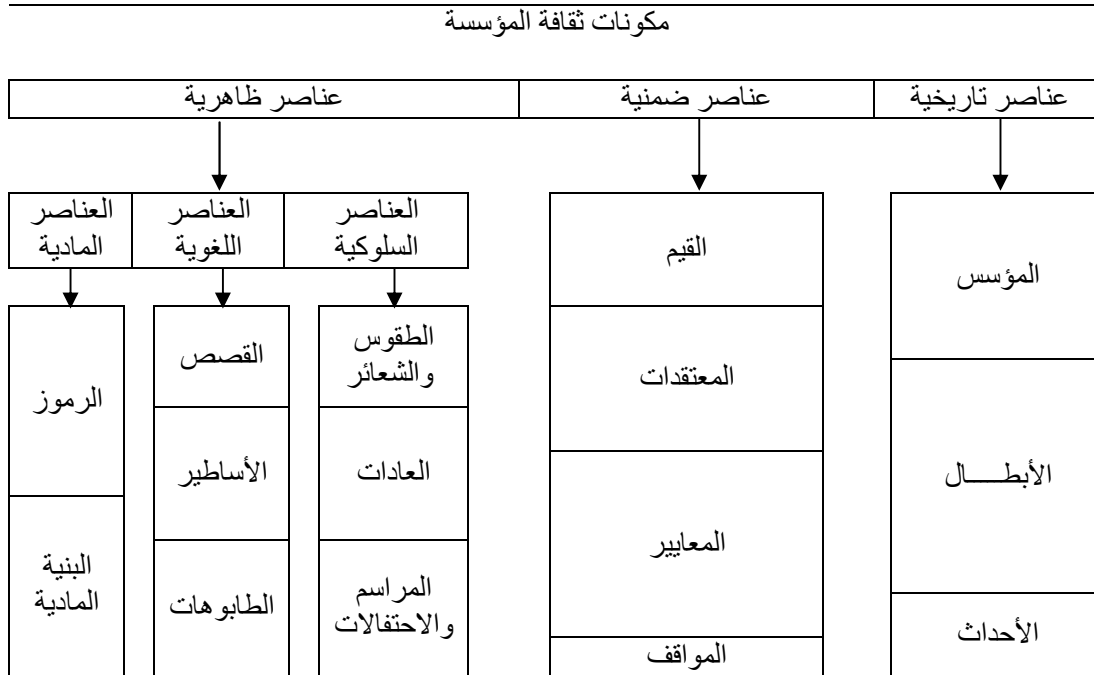 مكونات ثقافة المؤسسة
عناصر تاريخية
عناصر ضمنية
عناصر ظاهرية
المؤسس
الأبطـــــال
الأحداث
القيم
المعتقدات
المعايير
المواقف
العناصر
السلوكية
العناصر
اللغوية
العناصر
المادية
الطقوس
والشعائر
العادات
المراسم
والاحتفالات
القصص
الأساطير
الطابوهات
الرموز
البنية
المادية